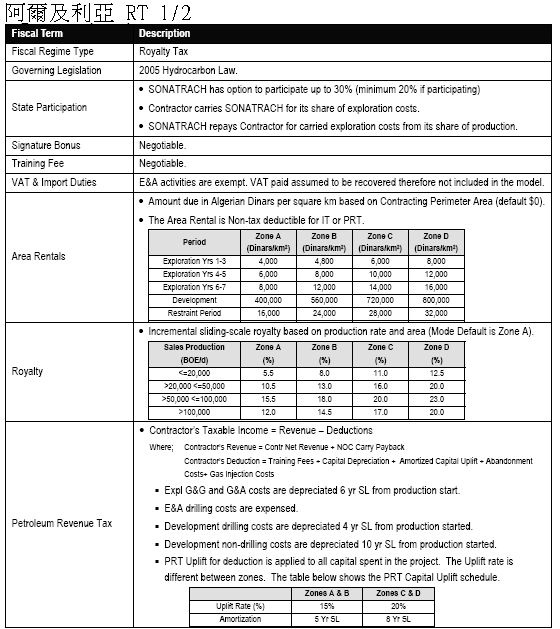 阿爾及利亞 RT 1/2
Fiscal Term Description
Fiscal Regime Type Royalty Tax
Governing Legislation 2005 Hydrocarbon Law.
State Participation
• SONATRACH has option to participate up to 30% (minimum 20% if participating)
• Contractor carries SONATRACH for its share of exploration costs.
• SONATRACH repays Contractor for carried exploration costs from its share of production.
Signature Bonus Negotiable.
Training Fee Negotiable.
VAT & Import Duties E&A activities are exempt. VAT paid assumed to be recovered therefore not included in the model.
Area Rentals
• Amount due in Algerian Dinars per square km based on Contracting Perimeter Area (default $0).
• The Area Rental is Non-tax deductible for IT or PRT.
Period Zone A (Dinars/km²) Zone B (Dinars/km²) Zone C (Dinars/km²) Zone D (Dinars/km²)
Exploration Yrs 1-3 4,000 4,800 6,000 8,000
Exploration Yrs 4-5 6,000 8,000 10,000 12,000
Exploration Yrs 6-7 8,000 12,000 14,000 16,000
Development 400,000 560,000 720,000 800,000
Restraint Period 16,000 24,000 28,000 32,000
Royalty
• Incremental sliding-scale royalty based on production rate and area (Mode Default is Zone A).
Sales Production (BOE/d) Zone A (%) Zone B (%) Zone C (%) Zone D (%)
<=20,000 5.5 8.0 11.0 12.5
>20,000 <=50,000 10.5 13.0 16.0 20.0
>50,000 <=100,000 15.5 18.0 20.0 23.0
>100,000 12.0 14.5 17.0 20.0
Petroleum Revenue Tax
• Contractor's Taxable Income = Revenue – Deductions
Where; Contractor's Revenue = Contr Net Revenue + NOC Carry Payback
Contractor's Deduction = Training Fees + Capital Depreciation + Amortized Capital Uplift + Abandonment
Costs+ Gas Injection Costs
▪ Expl G&G and G&A costs are depreciated 6 yr SL from production start.
▪ E&A drilling costs are expensed.
▪ Development drilling costs are depreciated 4 yr SL from production started.
▪ Development non-drilling costs are depreciated 10 yr SL from production started.
▪ PRT Uplift for deduction is applied to all capital spent in the project. The Uplift rate is
different between zones. The table below shows the PRT Capital Uplift schedule.
Zones A & B Zones C & D
Uplift Rate (%) 15% 20%
Amortization 5 Yr SL 8 Yr SL